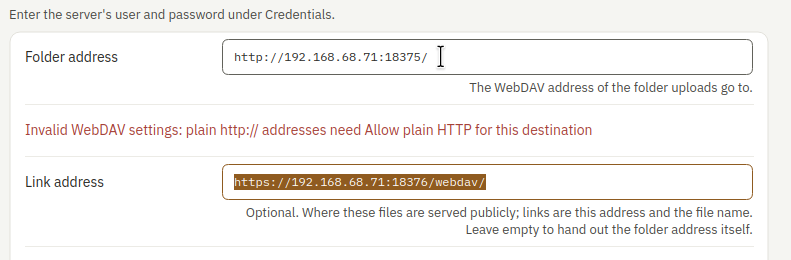 Enter the server's user and password under Credentials.
Folder address
http://192.168.68.71:18375/
The WebDAV address of the folder uploads go to.
Invalid WebDAV settings: plain http:// addresses need Allow plain HTTP for this destination
Link address
https://192.168.68.71:18376/webdav/
Optional. Where these files are served publicly; links are this address and the file name.
Leave empty to hand out the folder address itself.